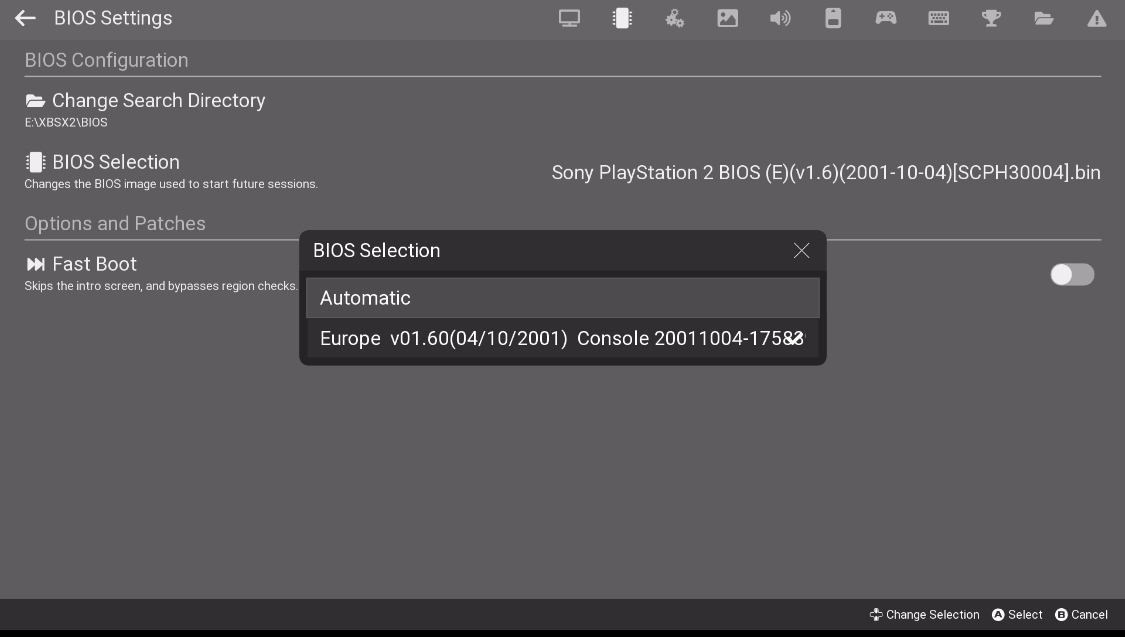 BIOS Settings
BIOS Configuration
Change Search Directory
E:\XBSX2\BIOS
BIOS Selection
Changes the BIOS image used to start future sessions.
Sony PlayStation 2 BIOS (E)(v1.6)(2001-10-04)[SCPH30004].bin
Options and Patches
Fast Boot
Skips the intro screen, and bypasses region checks.
BIOS Selection
Automatic
Europe v01.60(04/10/2001) Console 20011004-17583
Change Selection A Select B Cancel